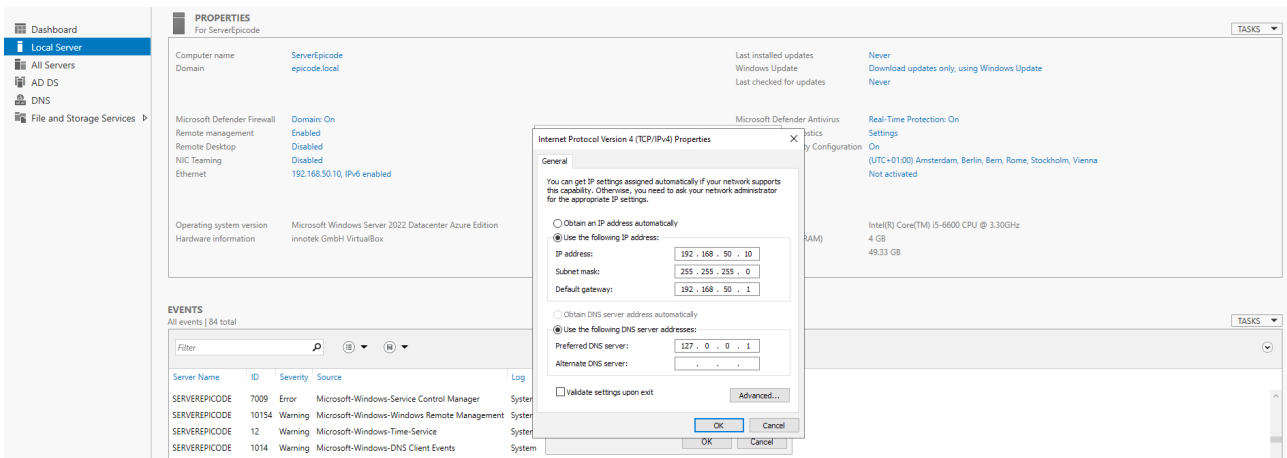 Dashboard
Local Server
All Servers
AD DS
DNS
File and Storage Services
PROPERTIES
For ServerEpicode
TASKS
Computer name ServerEpicode
Domain epicode.local
Last installed updates Never
Windows Update Download updates only, using Windows Update
Last checked for updates Never
Microsoft Defender Firewall Domain: On
Remote management Enabled
Remote Desktop Disabled
NIC Teaming Disabled
Ethernet 192.168.50.10, IPv6 enabled
Microsoft Defender Antivirus Real-Time Protection: On
Settings
Configuration On
(UTC+01:00) Amsterdam, Berlin, Bern, Rome, Stockholm, Vienna
Not activated
Operating system version Microsoft Windows Server 2022 Datacenter Azure Edition
Hardware information innotek GmbH VirtualBox
Intel(R) Core(TM) i5-6600 CPU @ 3.30GHz
RAM) 4 GB
49.33 GB
Internet Protocol Version 4 (TCP/IPv4) Properties
General
You can get IP settings assigned automatically if your network supports
this capability. Otherwise, you need to ask your network administrator
for the appropriate IP settings.
Obtain an IP address automatically
Use the following IP address:
IP address: 192 . 168 . 50 . 10
Subnet mask: 255 . 255 . 255 . 0
Default gateway: 192 . 168 . 50 . 1
Obtain DNS server address automatically
Use the following DNS server addresses:
Preferred DNS server: 127 . 0 . 0 . 1
Alternate DNS server: . . .
Validate settings upon exit
Advanced...
OK Cancel
OK Cancel
EVENTS
All events | 84 total
TASKS
Filter
Server Name ID Severity Source Log
SERVEREPICODE 7009 Error Microsoft-Windows-Service Control Manager System
SERVEREPICODE 10154 Warning Microsoft-Windows-Windows Remote Management System
SERVEREPICODE 12 Warning Microsoft-Windows-Time-Service System
SERVEREPICODE 1014 Warning Microsoft-Windows-DNS Client Events System